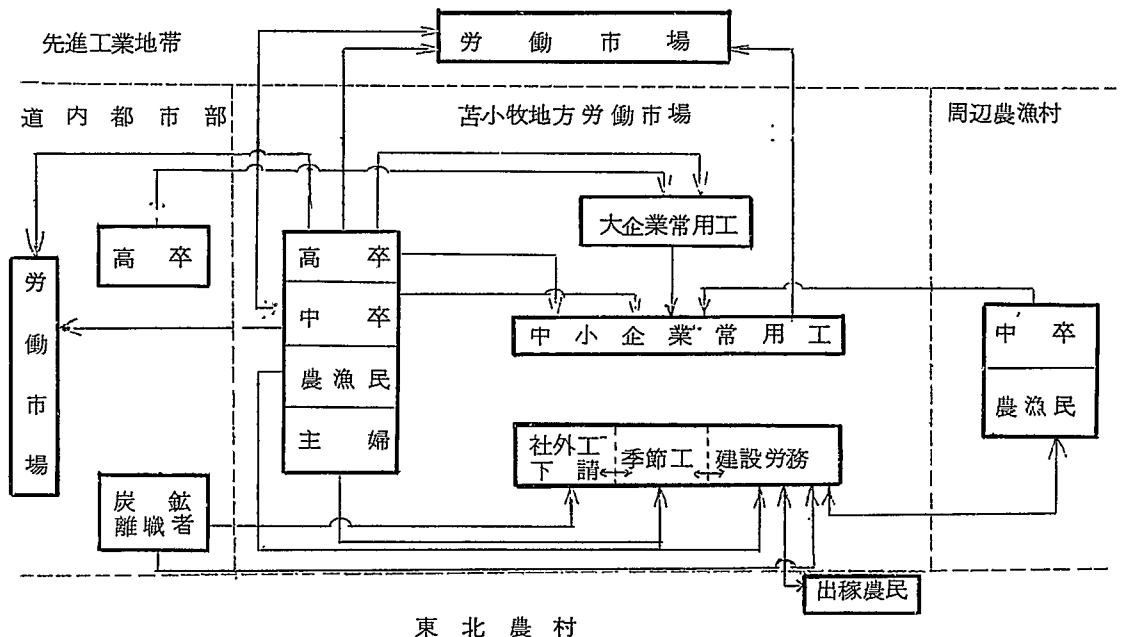 先進工業地帯
労働市場
道内都市部
苫小牧地方労働市場
周辺農漁村
大企業常用工
高卒
労働市場
高卒
中卒
農漁民
主婦
中小企業常用工
中卒
農漁民
社外工
下請
季節工
建設労務
炭鉱
離職者
出稼農民
東北農村